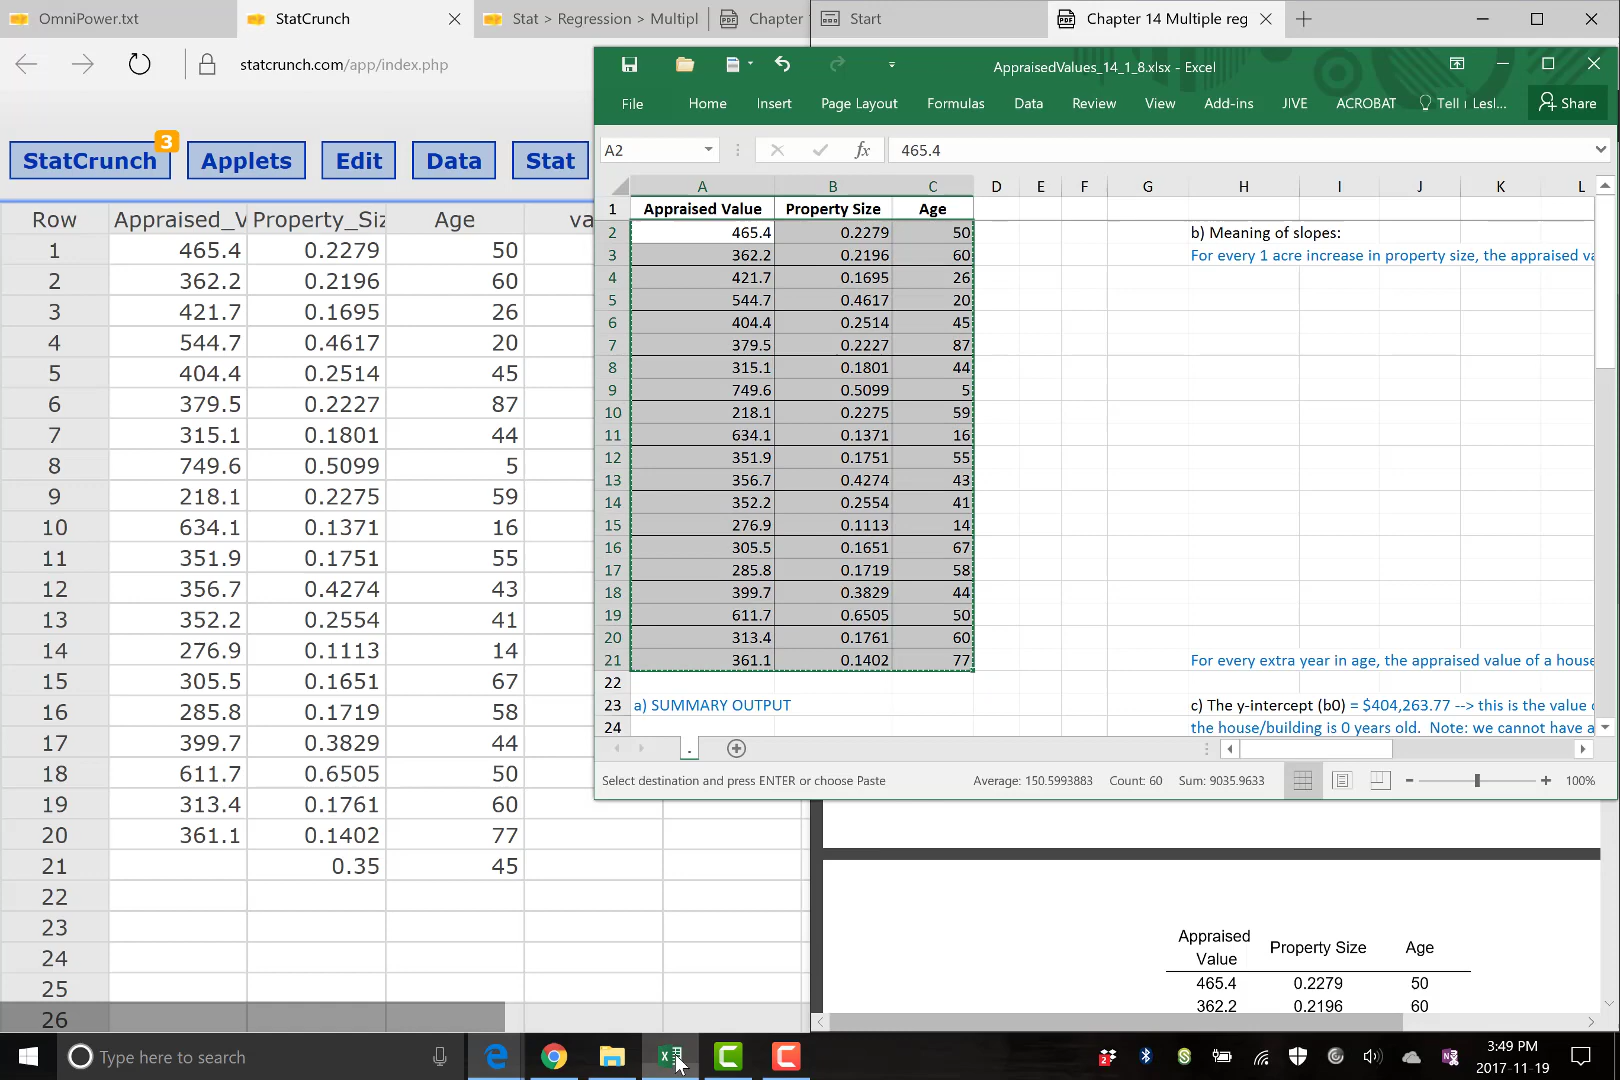 OmniPower.txt
StatCrunch
Stat > Regression > Multipl
Chapter
Start
Chapter 14 Multiple reg
statcrunch.com/app/index.php
StatCrunch
3
Applets
Edit
Data
Stat
Row Appraised_V Property_Siz Age va
1 465.4 0.2279 50
2 362.2 0.2196 60
3 421.7 0.1695 26
4 544.7 0.4617 20
5 404.4 0.2514 45
6 379.5 0.2227 87
7 315.1 0.1801 44
8 749.6 0.5099 5
9 218.1 0.2275 59
10 634.1 0.1371 16
11 351.9 0.1751 55
12 356.7 0.4274 43
13 352.2 0.2554 41
14 276.9 0.1113 14
15 305.5 0.1651 67
16 285.8 0.1719 58
17 399.7 0.3829 44
18 611.7 0.6505 50
19 313.4 0.1761 60
20 361.1 0.1402 77
21 0.35 45
22
23
24
25
26
AppraisedValues_14_1_8.xlsx - Excel
File Home Insert Page Layout Formulas Data Review View Add-ins JIVE ACROBAT Tell Lesl... Share
A2 fx 465.4
A B C D E F G H I J K L
1 Appraised Value Property Size Age
2 465.4 0.2279 50 b) Meaning of slopes:
3 362.2 0.2196 60 For every 1 acre increase in property size, the appraised va
4 421.7 0.1695 26
5 544.7 0.4617 20
6 404.4 0.2514 45
7 379.5 0.2227 87
8 315.1 0.1801 44
9 749.6 0.5099 5
10 218.1 0.2275 59
11 634.1 0.1371 16
12 351.9 0.1751 55
13 356.7 0.4274 43
14 352.2 0.2554 41
15 276.9 0.1113 14
16 305.5 0.1651 67
17 285.8 0.1719 58
18 399.7 0.3829 44
19 611.7 0.6505 50
20 313.4 0.1761 60
21 361.1 0.1402 77 For every extra year in age, the appraised value of a house
22
23 a) SUMMARY OUTPUT c) The y-intercept (b0) = $404,263.77 --> this is the value
24 the house/building is 0 years old. Note: we cannot have a
.
Select destination and press ENTER or choose Paste Average: 150.5993883 Count: 60 Sum: 9035.9633 100%
Appraised
Value Property Size Age
465.4 0.2279 50
362.2 0.2196 60
Type here to search
3:49 PM
2017-11-19